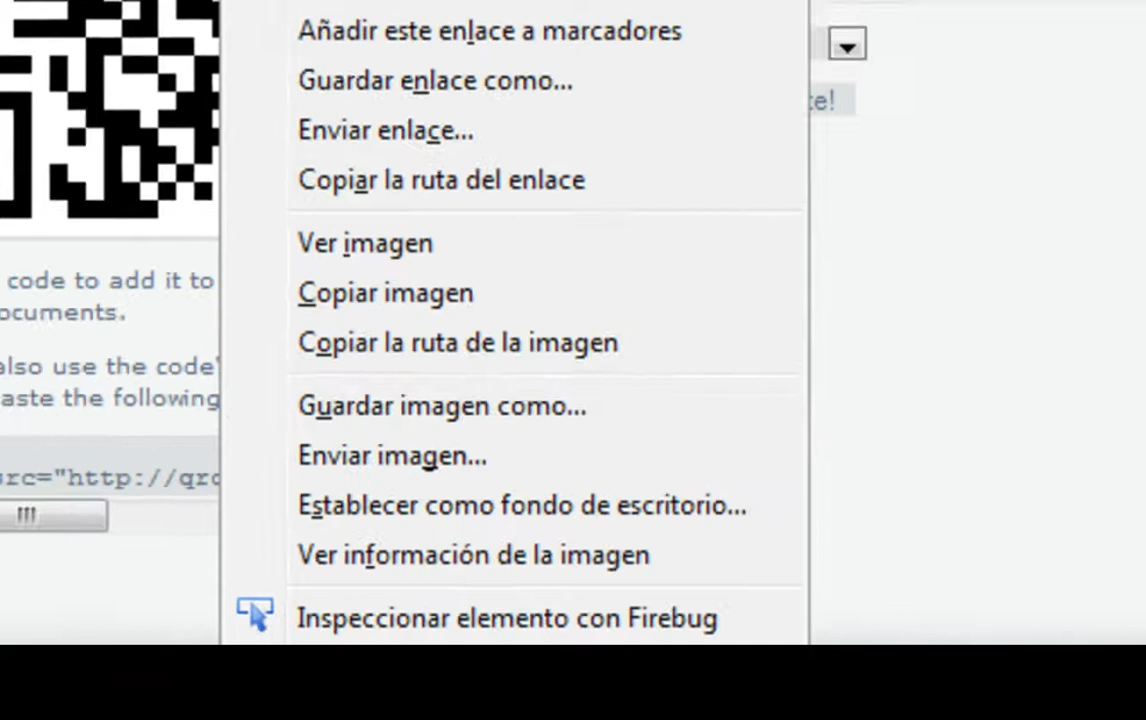 Añadir este enlace a marcadores
Guardar enlace como...
te!
Enviar enlace...
Copiar la ruta del enlace
Ver imagen
code to add it to
Copiar imagen
ocuments.
Copiar la ruta de la imagen
also use the code'
aste the following
Guardar imagen como...
Enviar imagen...
src="http://qrc
Establecer como fondo de escritorio...
Ver información de la imagen
Inspeccionar elemento con Firebug